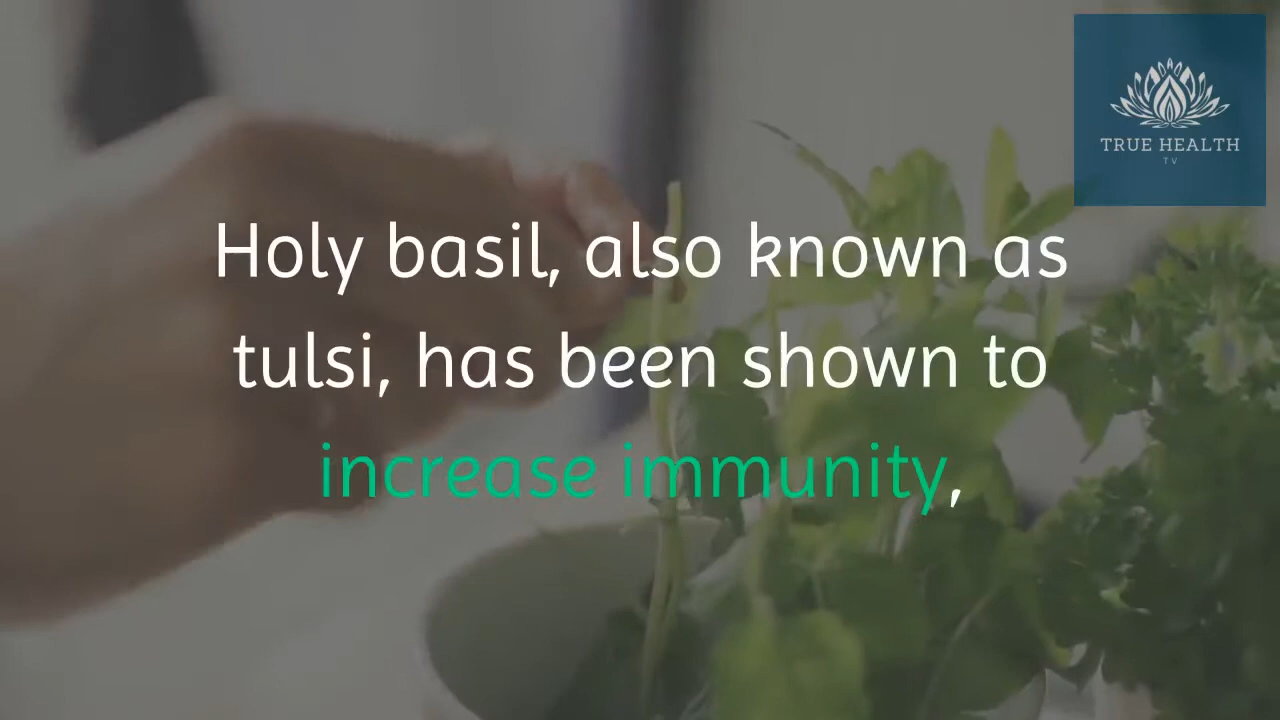 TRUE HEALTH
TV
Holy basil, also known as
tulsi, has been shown to
increase immunity,